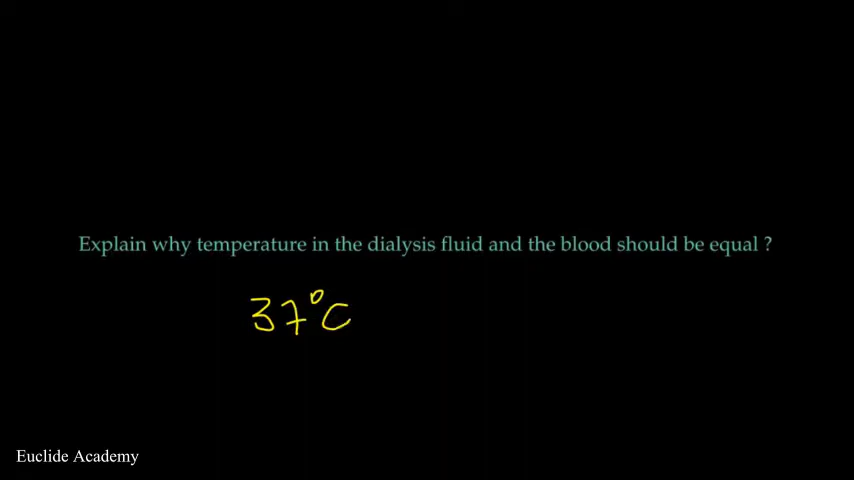 Explain why temperature in the dialysis fluid and the blood should be equal ?
37°C
Euclide Academy